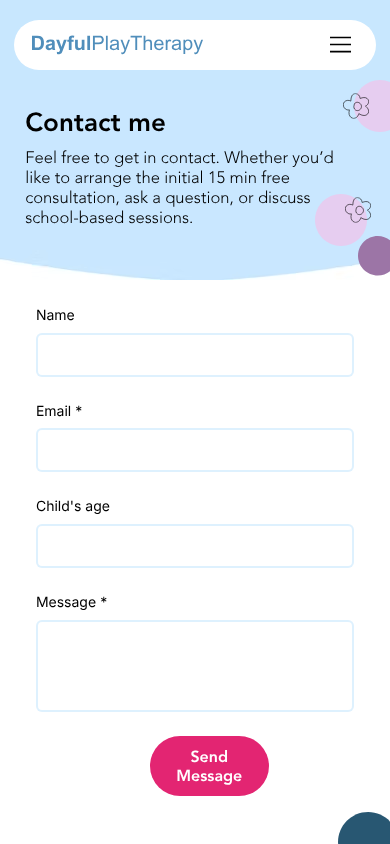 DayfulPlayTherapy
Contact me
Feel free to get in contact. Whether you’d
like to arrange the initial 15 min free
consultation, ask a question, or discuss
school-based sessions.
Name
Email *
Child's age
Message *
Send
Message